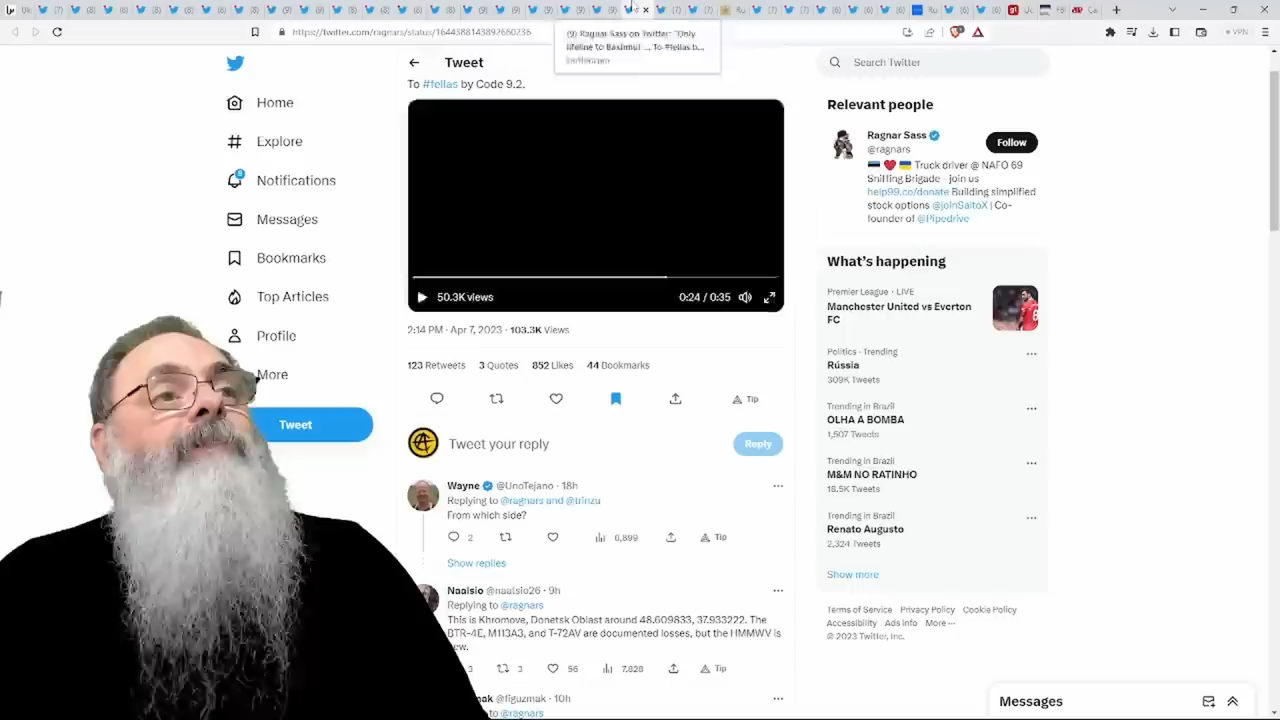 https://twitter.com/ragnars/status/1644388143892660236
VPN
(9) Ragnar Sass on Twitter: "Only
lifeline to Baximut ... To #fellas b...
Home
Explore
Notifications
Messages
Bookmarks
Top Articles
Profile
More
Tweet
Tweet
To #fellas by Code 9.2.
50.3K views
0:24 / 0:35
2:14 PM · Apr 7, 2023 · 103.3K Views
123 Retweets 3 Quotes 852 Likes 44 Bookmarks
Tip
Tweet your reply
Reply
Wayne @UnoTejano · 18h
Replying to @ragnars and @trinzu
From which side?
2 6,899 Tip
Show replies
Naalsio @naalsio26 · 9h
Replying to @ragnars
This is Khromove, Donetsk Oblast around 48.609833, 37.933222. The
BTR-4E, M113A3, and T-72AV are documented losses, but the HMMWV is
3 56 7,828 Tip
@figuzmak · 10h
to @ragnars
Search Twitter
Relevant people
Ragnar Sass
@ragnars
Follow
Truck driver @ NAFO 69
Sniffing Brigade - join us
help99.co/donate Building simplified
stock options @joinSaltoX | Co-
founder of @Pipedrive
What's happening
Premier League · LIVE
Manchester United vs Everton
FC
Politics · Trending
Rússia
309K Tweets
Trending in Brazil
OLHA A BOMBA
1,507 Tweets
Trending in Brazil
M&M NO RATINHO
18.5K Tweets
Trending in Brazil
Renato Augusto
2,324 Tweets
Show more
Terms of Service Privacy Policy Cookie Policy
Accessibility Ads info More ···
© 2023 Twitter, Inc.
Messages